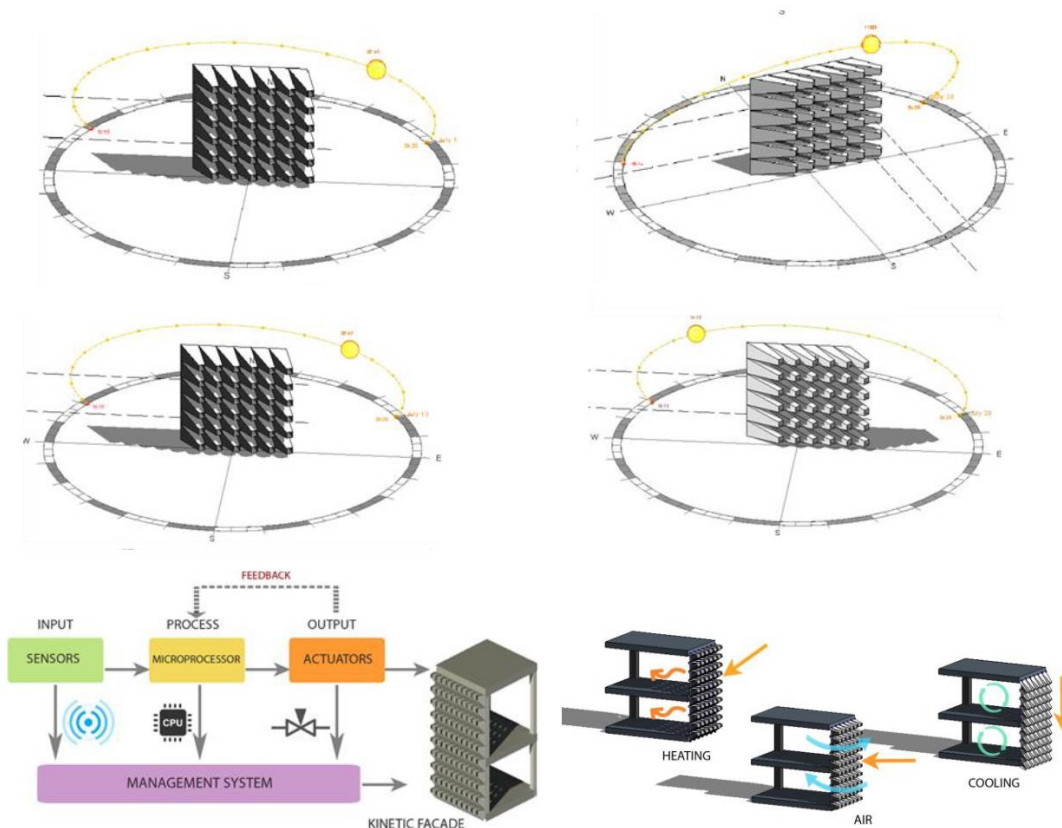 N
S
N
E
W
S
N
W
E
S
W
E
S
FEEDBACK
INPUT
PROCESS
OUTPUT
SENSORS
MICROPROCESSOR
ACTUATORS
CPU
MANAGEMENT SYSTEM
KINETIC FACADE
HEATING
AIR
COOLING